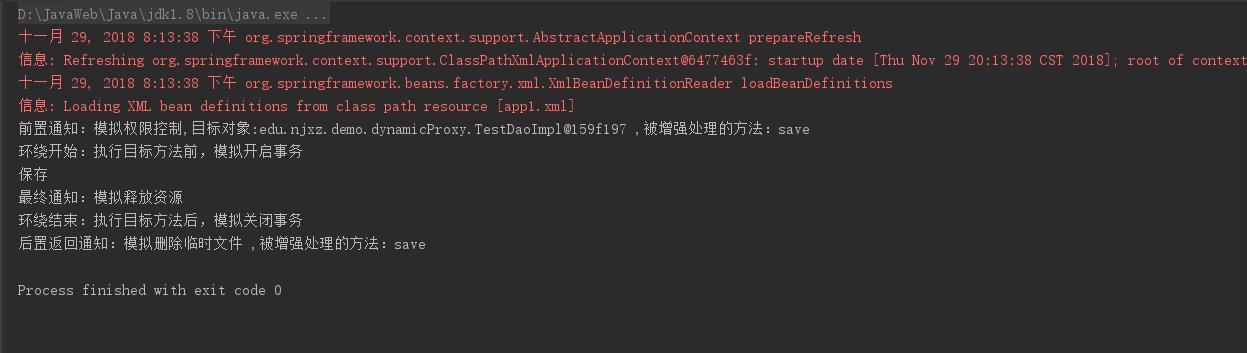 D:\JavaWeb\Java\jdk1.8\bin\java.exe ...
十一月 29, 2018 8:13:38 下午 org.springframework.context.support.AbstractApplicationContext prepareRefresh
信息: Refreshing org.springframework.context.support.ClassPathXmlApplicationContext@6477463f: startup date [Thu Nov 29 20:13:38 CST 2018]; root of context
十一月 29, 2018 8:13:38 下午 org.springframework.beans.factory.xml.XmlBeanDefinitionReader loadBeanDefinitions
信息: Loading XML bean definitions from class path resource [app1.xml]
前置通知：模拟权限控制,目标对象:edu.njxz.demo.dynamicProxy.TestDaoImpl@159f197 ,被增强处理的方法：save
环绕开始：执行目标方法前，模拟开启事务
保存
最终通知：模拟释放资源
环绕结束：执行目标方法后，模拟关闭事务
后置返回通知：模拟删除临时文件 ,被增强处理的方法：save
Process finished with exit code 0